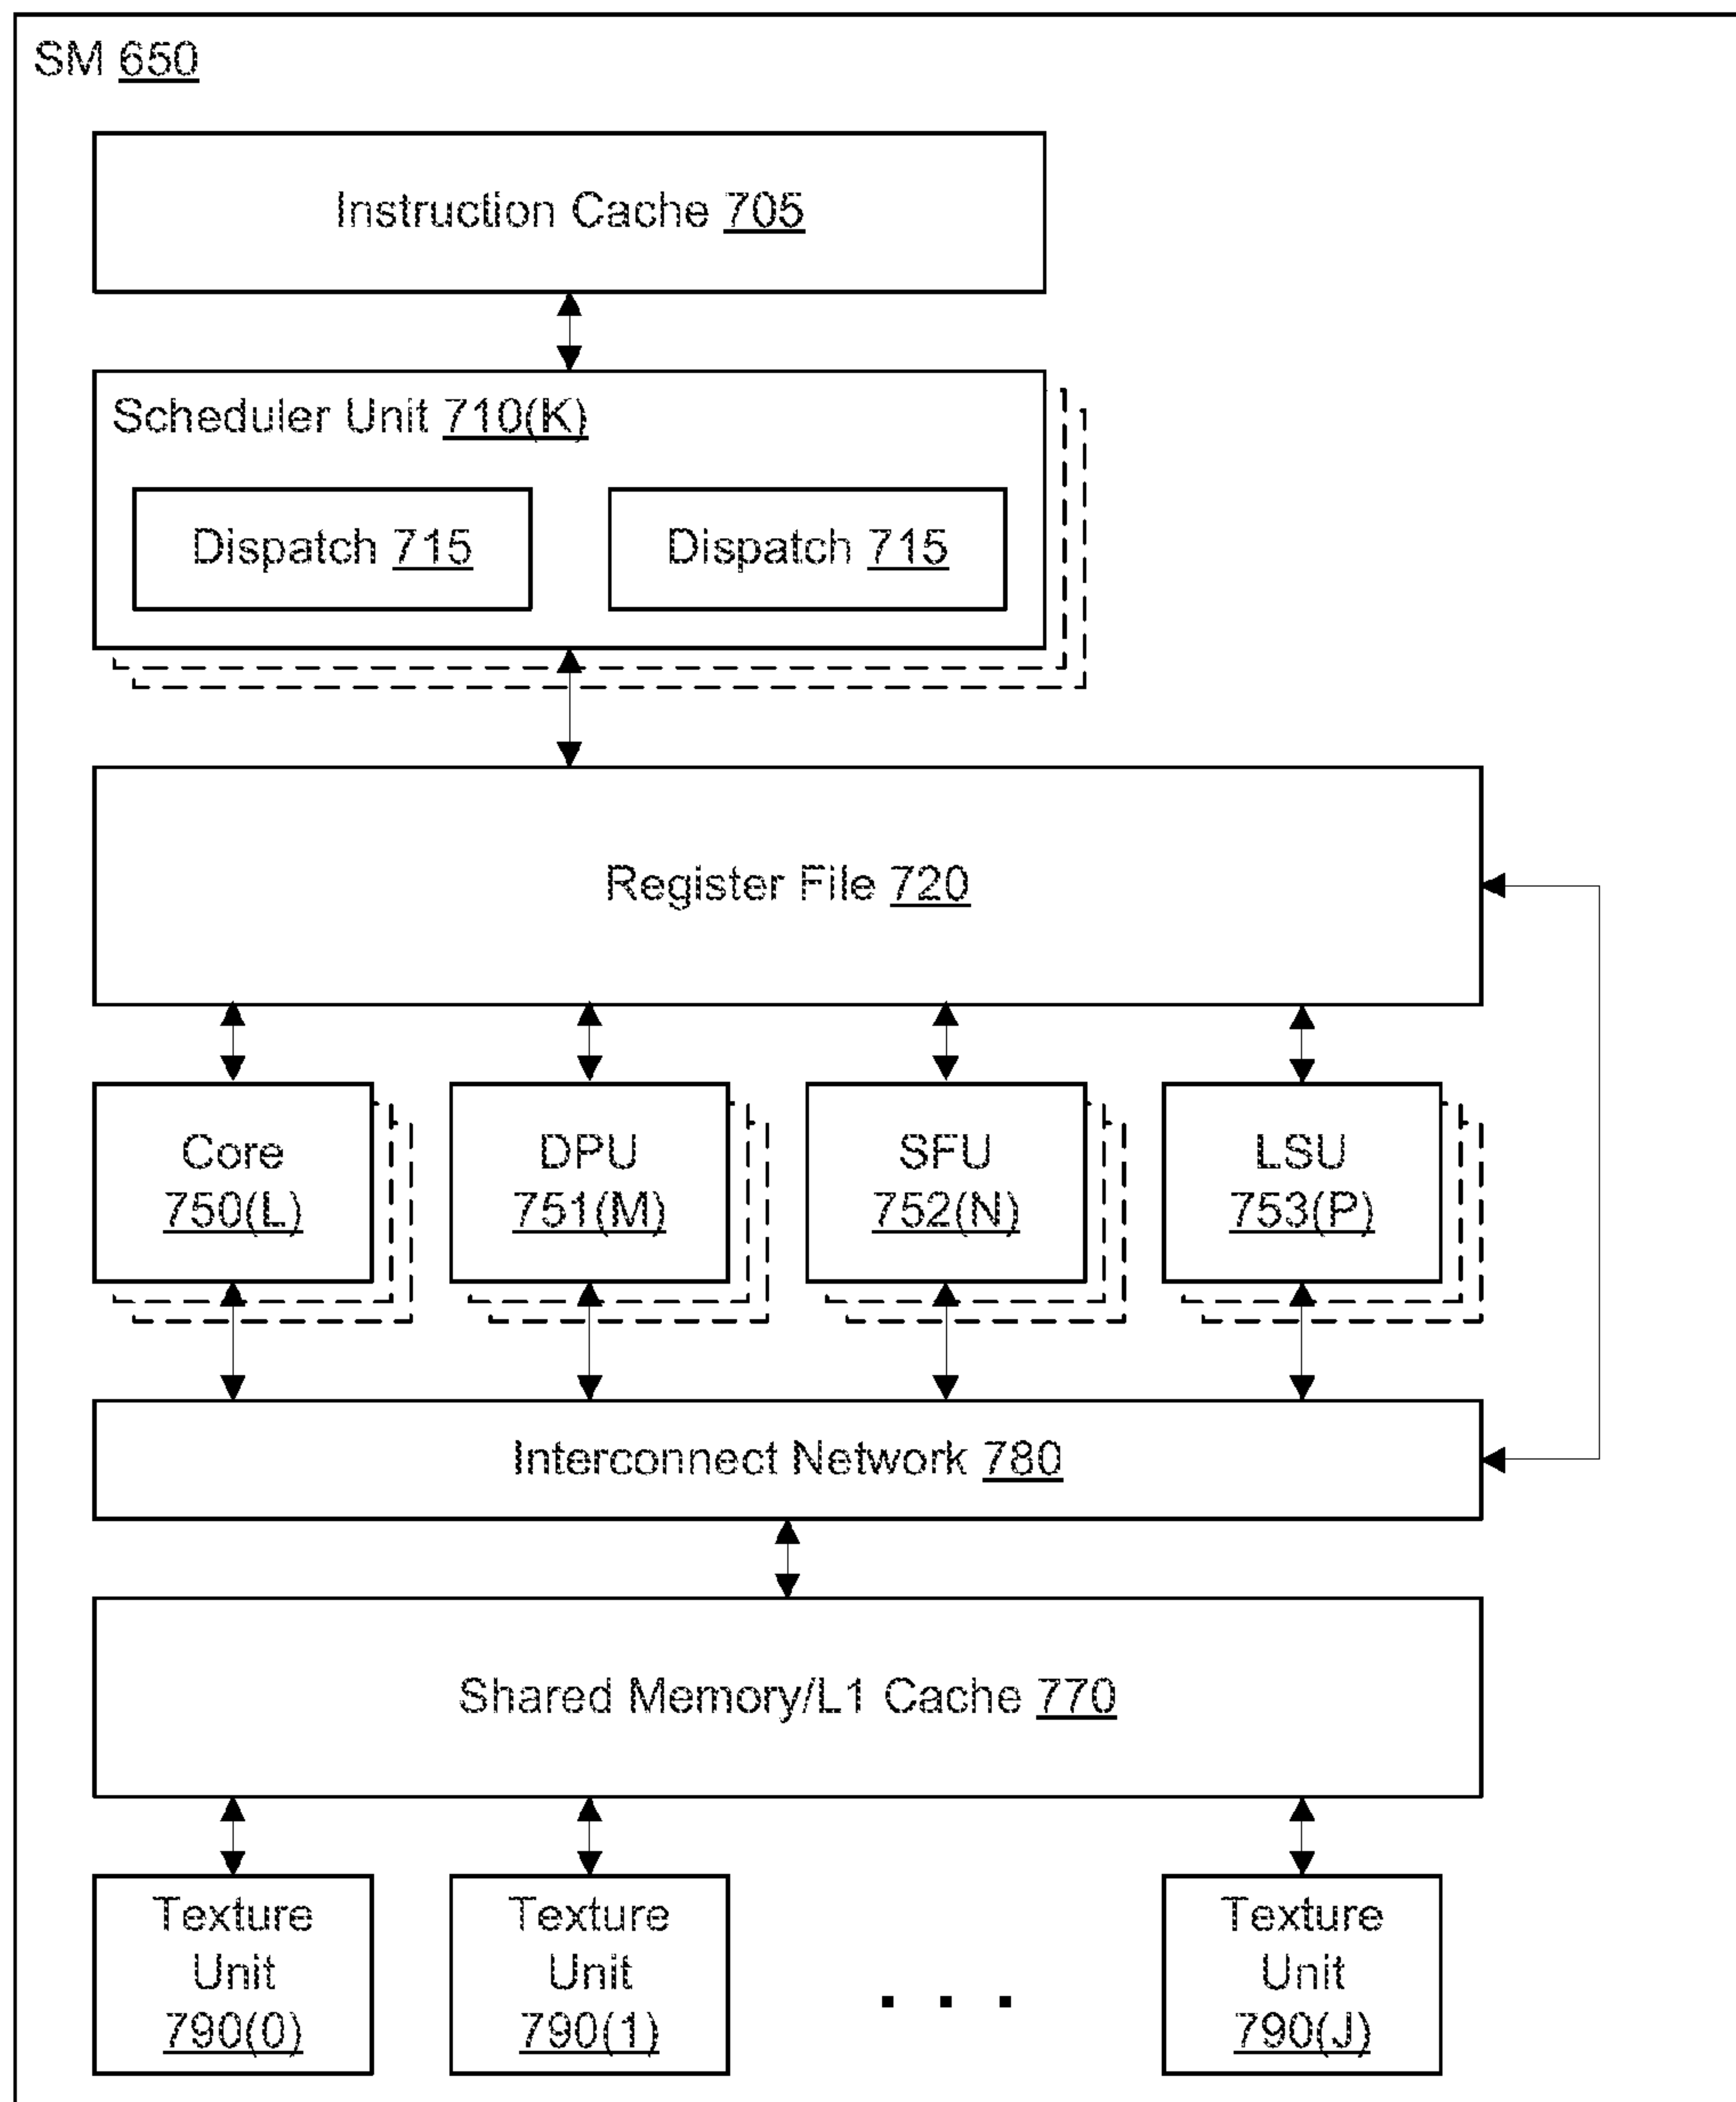 SM 650
Instruction Cache 705
Scheduler Unit 710(K)
Dispatch 715
Dispatch 715
Register File 720
Core
750(L)
DPU
751(M)
SFU
752(N)
LSU
753(P)
Interconnect Network 780
Shared Memory/L1 Cache 770
Texture
Unit
790(0)
Texture
Unit
790(1)
. . .
Texture
Unit
790(J)